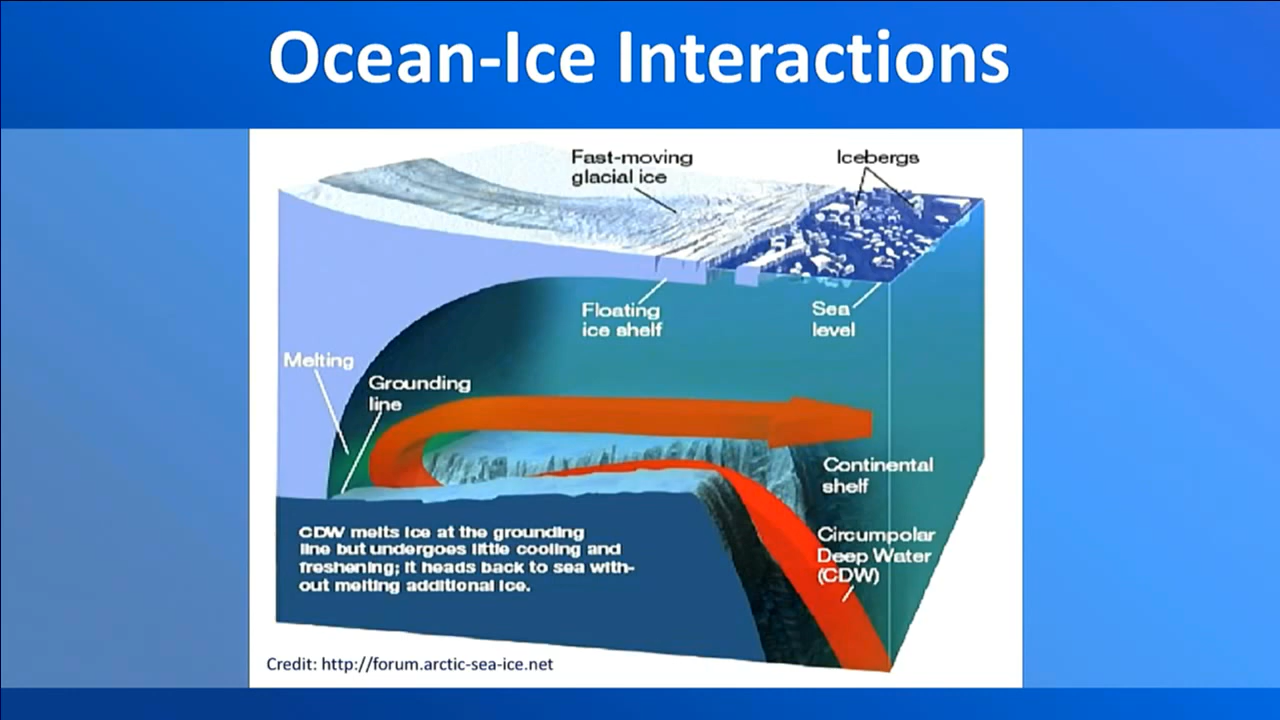 Ocean-Ice Interactions
Fast-moving
glacial ice
Icebergs
Floating
ice shelf
Sea
level
Melting
Grounding
line
Continental
shelf
Circumpolar
Deep Water
(CDW)
CDW melts ice at the grounding
line but undergoes little cooling and
freshening; it heads back to sea with-
out melting additional ice.
Credit: http://forum.arctic-sea-ice.net